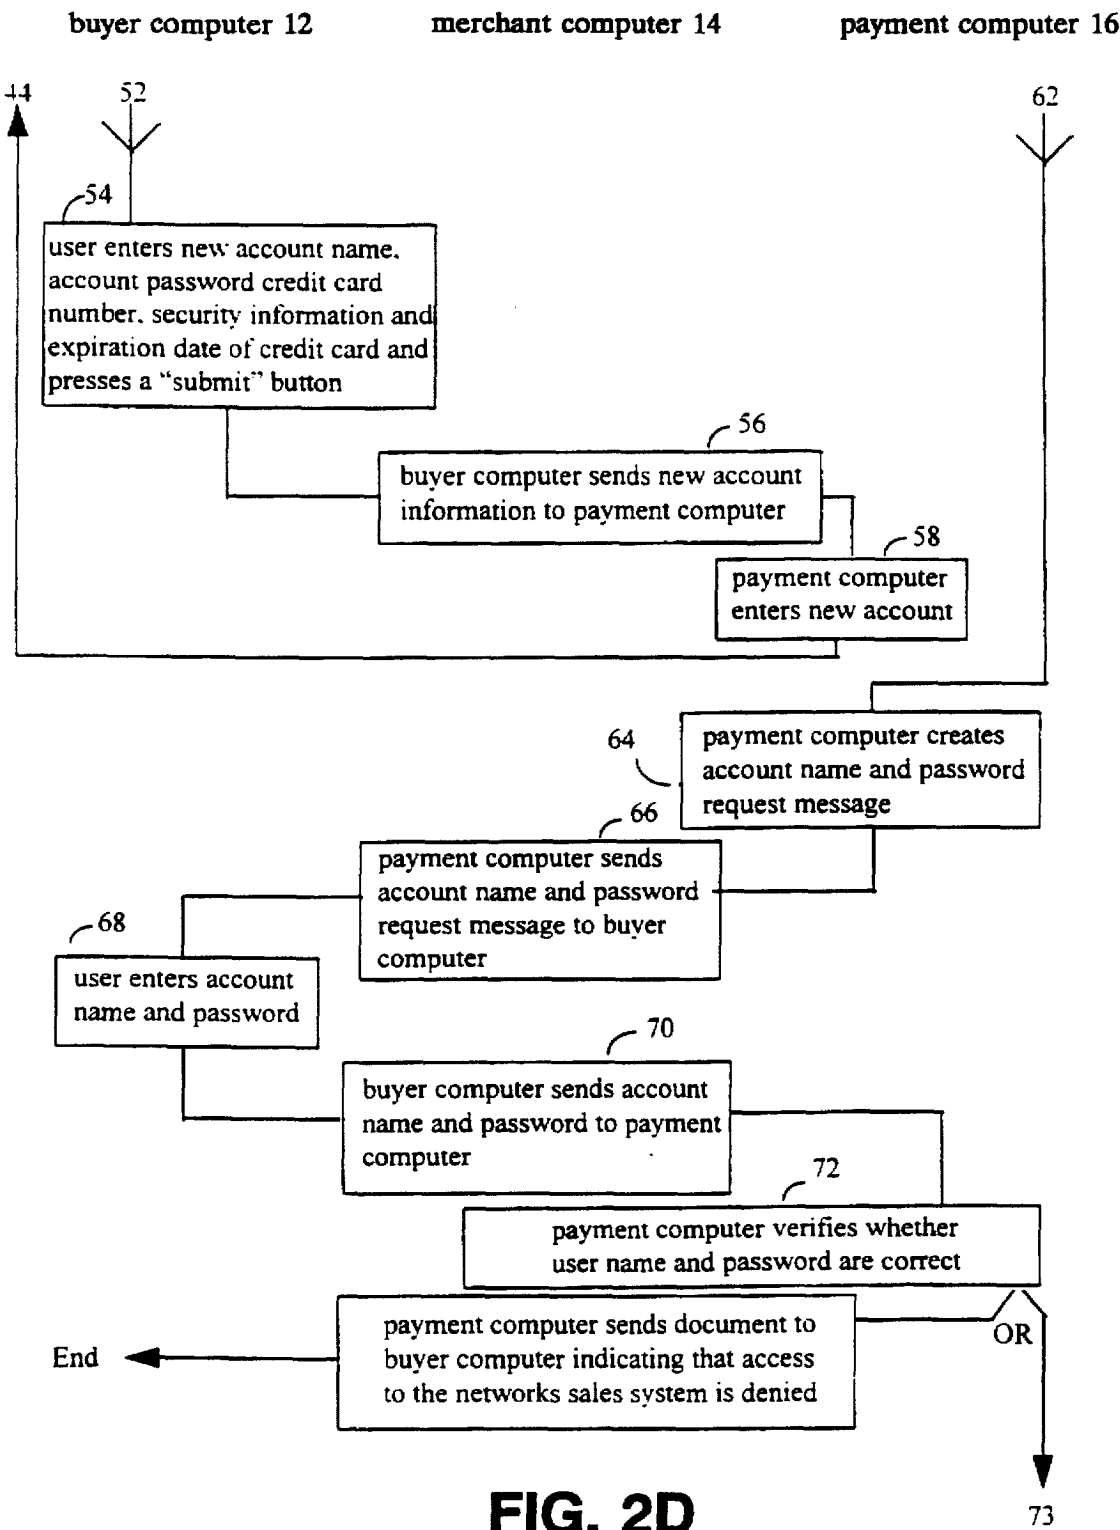 buyer computer 12 merchant computer 14 payment computer 16
44 52 62
54
user enters new account name,
account password credit card
number, security information and
expiration date of credit card and
presses a “submit” button
56
buyer computer sends new account
information to payment computer
58
payment computer
enters new account
64
payment computer creates
account name and password
request message
66
payment computer sends
account name and password
request message to buyer
computer
68
user enters account
name and password
70
buyer computer sends account
name and password to payment
computer
72
payment computer verifies whether
user name and password are correct
OR
payment computer sends document to
buyer computer indicating that access
to the networks sales system is denied
End
73
FIG. 2D